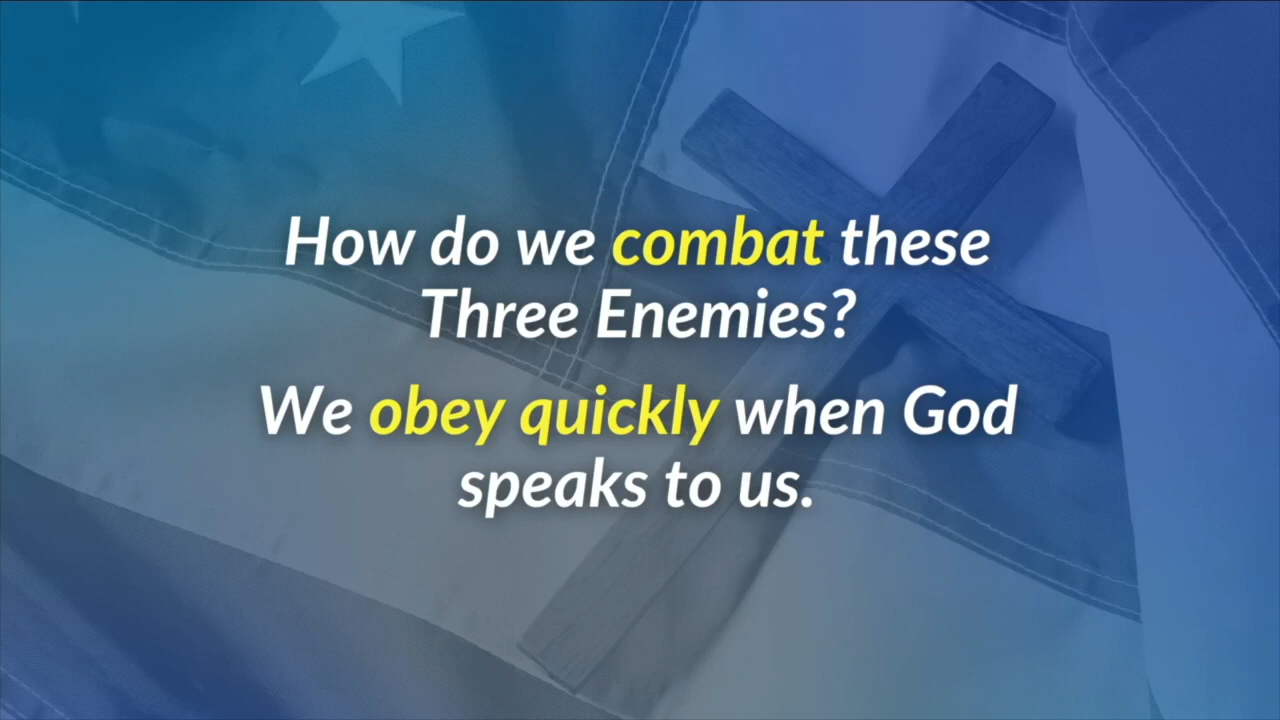 How do we combat these
Three Enemies?
We obey quickly when God
speaks to us.